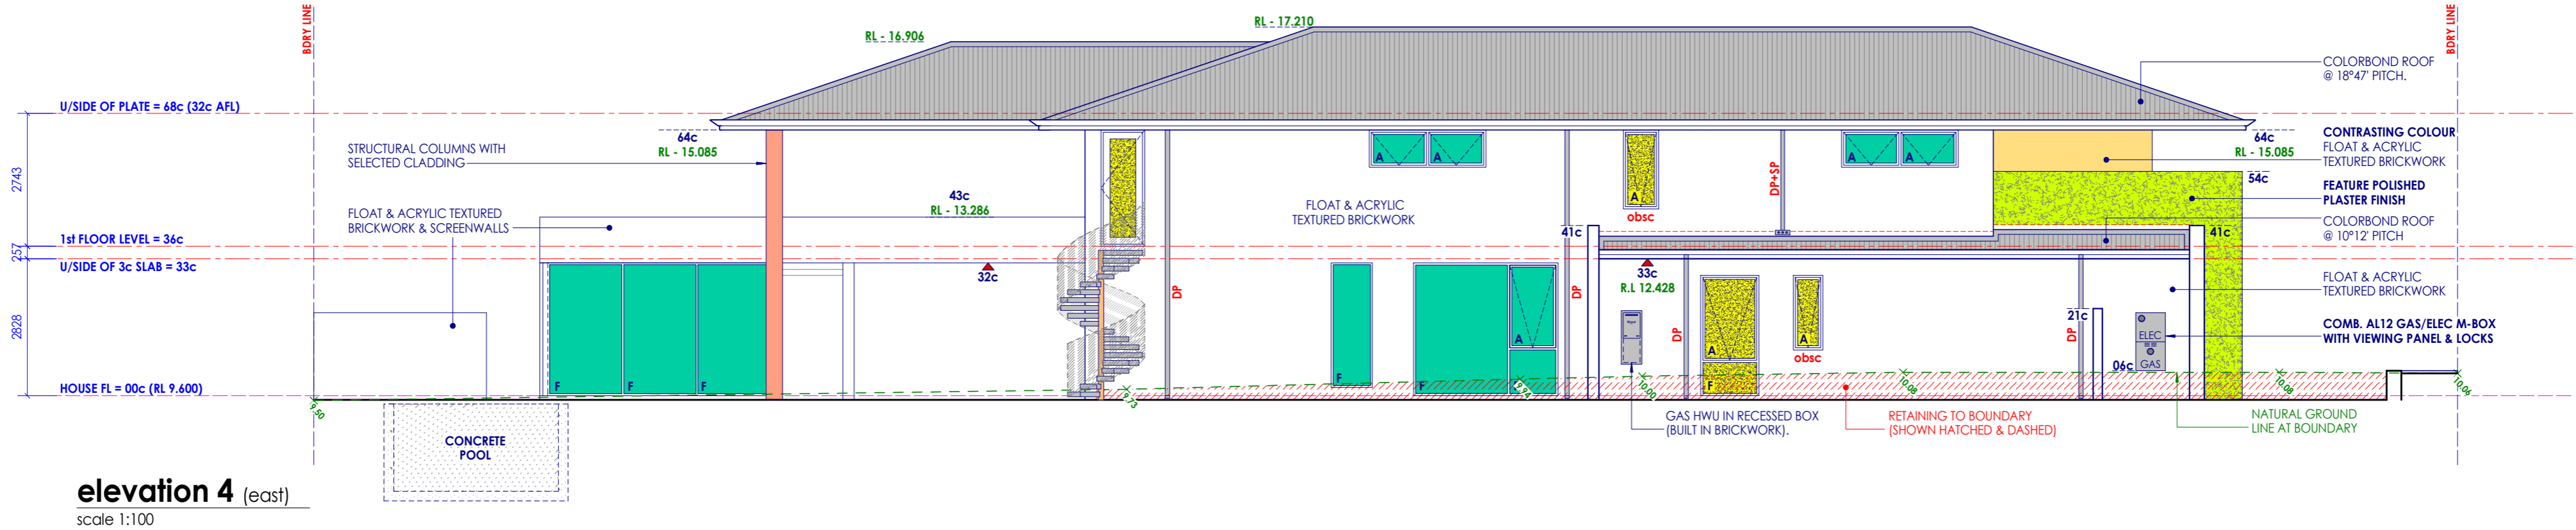 BDRY LINE
RL - 16.906
RL - 17.210
BDRY LINE
COLORBOND ROOF
@ 18°47' PITCH.
U/SIDE OF PLATE = 68c (32c AFL)
64c
RL - 15.085
STRUCTURAL COLUMNS WITH
SELECTED CLADDING
2743
43c
RL - 13.286
FLOAT & ACRYLIC TEXTURED
BRICKWORK & SCREENWALLS
FLOAT & ACRYLIC
TEXTURED BRICKWORK
A
A
A
obsc
DP+SP
A
A
64c
RL - 15.085
CONTRASTING COLOUR
FLOAT & ACRYLIC
TEXTURED BRICKWORK
54c
FEATURE POLISHED
PLASTER FINISH
COLORBOND ROOF
@ 10°12' PITCH
1st FLOOR LEVEL = 36c
257
U/SIDE OF 3c SLAB = 33c
41c
41c
32c
33c
R.L 12.428
DP
DP
DP
DP
FLOAT & ACRYLIC
TEXTURED BRICKWORK
2828
21c
ELEC
GAS
06c
COMB. AL12 GAS/ELEC M-BOX
WITH VIEWING PANEL & LOCKS
A
A
A
obsc
HOUSE FL = 00c (RL 9.600)
F
F
F
F
F
F
9.50
9.73
9.94
10.00
10.08
10.08
10.06
GAS HWU IN RECESSED BOX
(BUILT IN BRICKWORK).
RETAINING TO BOUNDARY
(SHOWN HATCHED & DASHED)
NATURAL GROUND
LINE AT BOUNDARY
CONCRETE
POOL
elevation 4 (east)
scale 1:100